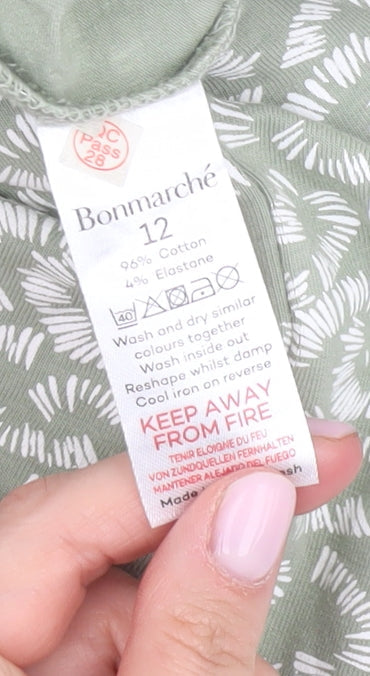 QC
Pass
28
Bonmarché
12
96% Cotton
4% Elastane
40
Wash and dry similar
colours together
Wash inside out
Reshape whilst damp
Cool iron on reverse
KEEP AWAY
FROM FIRE
TENIR ELOIGNE DU FEU
VON ZUNDQUELLEN FERNHALTEN
MANTENER ALEJADO DEL FUEGO
Made